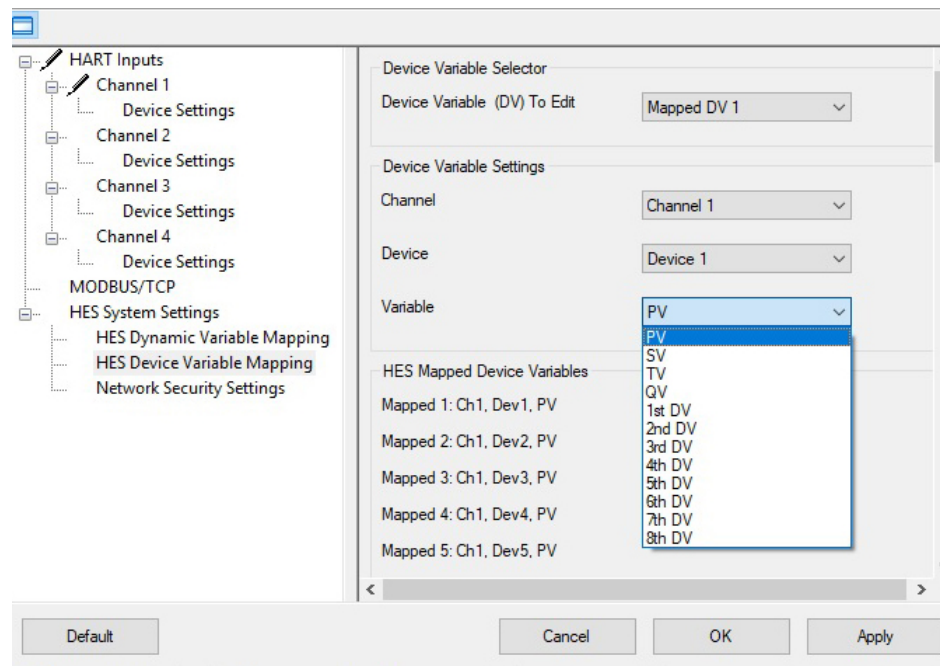 HART Inputs
Channel 1
Device Settings
Channel 2
Device Settings
Channel 3
Device Settings
Channel 4
Device Settings
MODBUS/TCP
HES System Settings
HES Dynamic Variable Mapping
HES Device Variable Mapping
Network Security Settings
Device Variable Selector
Device Variable (DV) To Edit
Mapped DV 1
Device Variable Settings
Channel
Channel 1
Device
Device 1
Variable
PV
PV
SV
TV
QV
1st DV
2nd DV
3rd DV
4th DV
5th DV
6th DV
7th DV
8th DV
HES Mapped Device Variables
Mapped 1: Ch1, Dev1, PV
Mapped 2: Ch1, Dev2, PV
Mapped 3: Ch1, Dev3, PV
Mapped 4: Ch1, Dev4, PV
Mapped 5: Ch1, Dev5, PV
Default
Cancel
OK
Apply